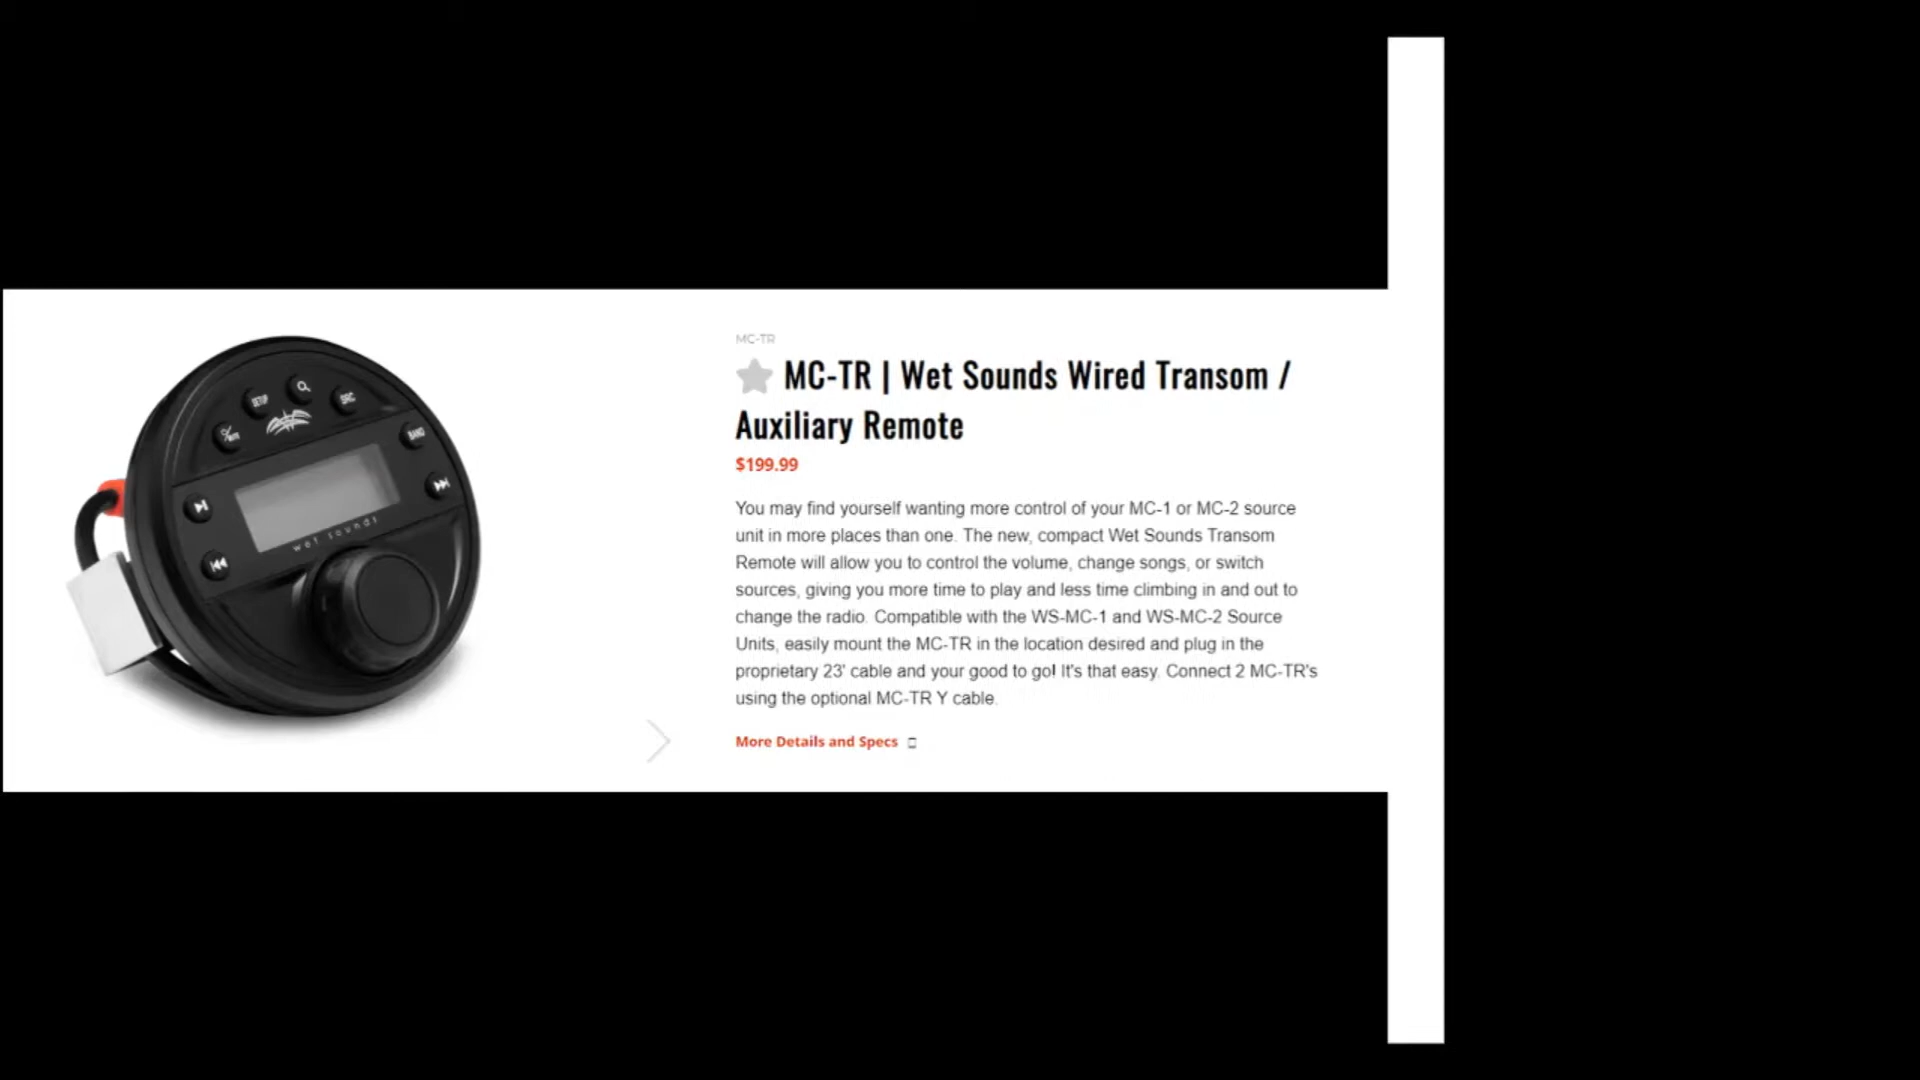 MC-TR
MC-TR | Wet Sounds Wired Transom /
Auxiliary Remote
$199.99
You may find yourself wanting more control of your MC-1 or MC-2 source
unit in more places than one. The new, compact Wet Sounds Transom
Remote will allow you to control the volume, change songs, or switch
sources, giving you more time to play and less time climbing in and out to
change the radio. Compatible with the WS-MC-1 and WS-MC-2 Source
Units, easily mount the MC-TR in the location desired and plug in the
proprietary 23' cable and your good to go! It's that easy. Connect 2 MC-TR's
using the optional MC-TR Y cable.
More Details and Specs
SETUP
SRC
BAND
wet sounds